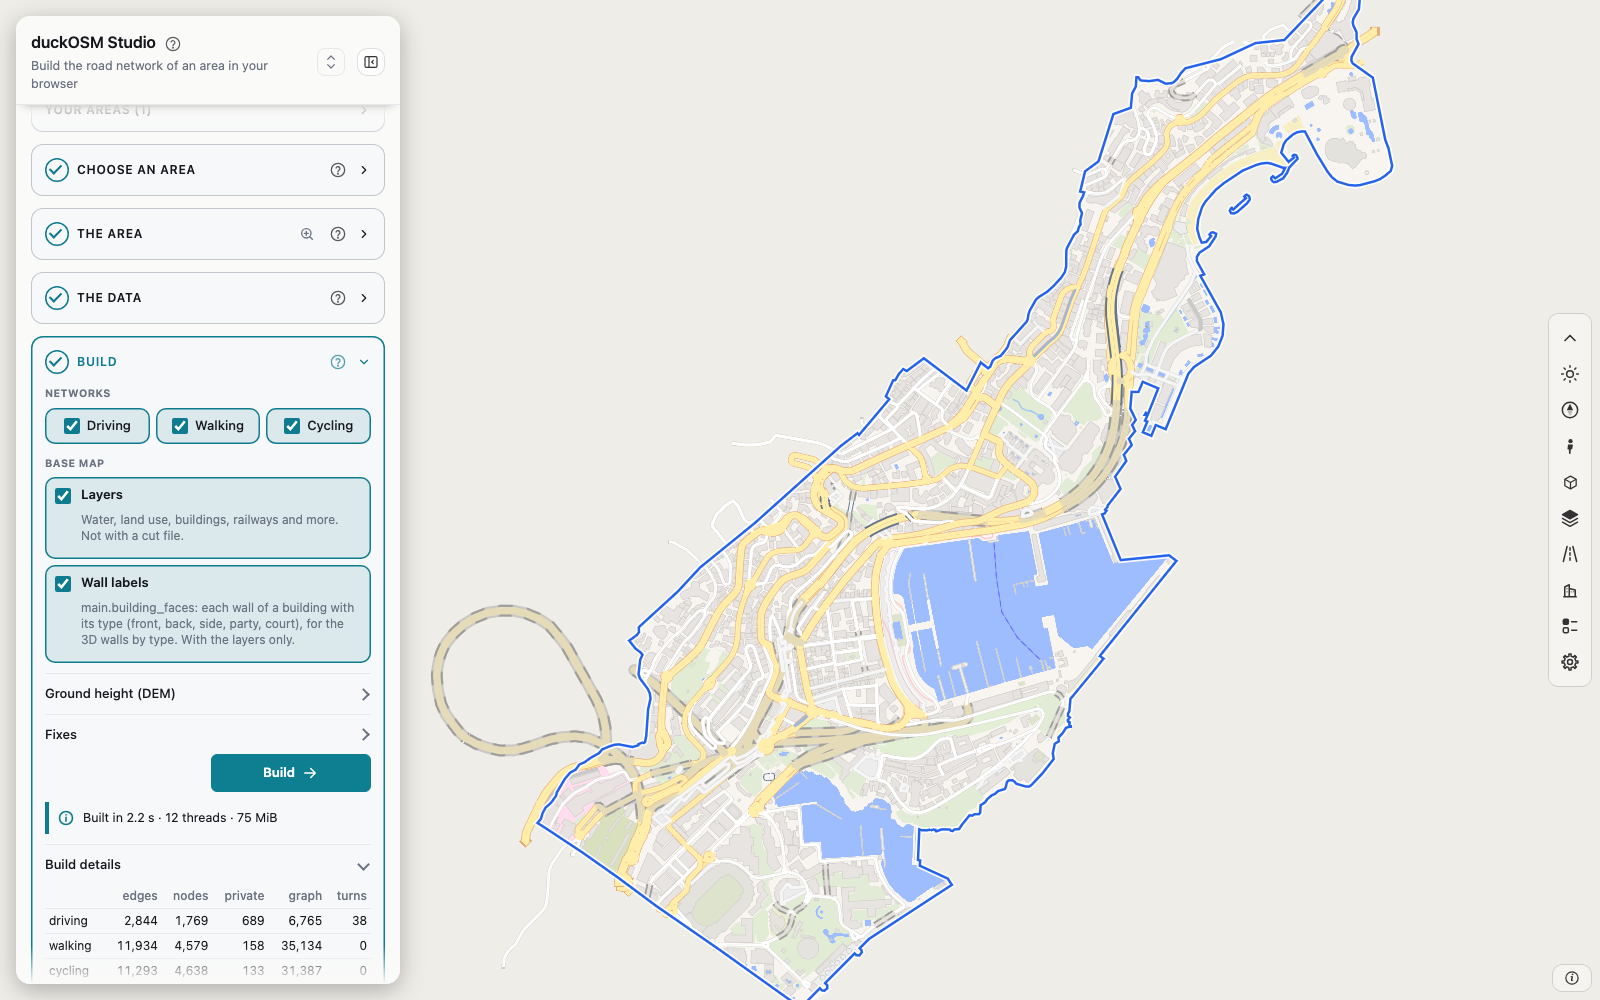 duckOSM Studio
Build the road network of an area in your
browser
YOUR AREAS (1)
CHOOSE AN AREA
THE AREA
THE DATA
BUILD
NETWORKS
Driving Walking Cycling
BASE MAP
Layers
Water, land use, buildings, railways and more.
Not with a cut file.
Wall labels
main.building_faces: each wall of a building with
its type (front, back, side, party, court), for the
3D walls by type. With the layers only.
Ground height (DEM)
Fixes
Build →
Built in 2.2 s · 12 threads · 75 MiB
Build details
edges nodes private graph turns
driving 2,844 1,769 689 6,765 38
walking 11,934 4,579 158 35,134 0
cycling 11,293 4,638 133 31,387 0